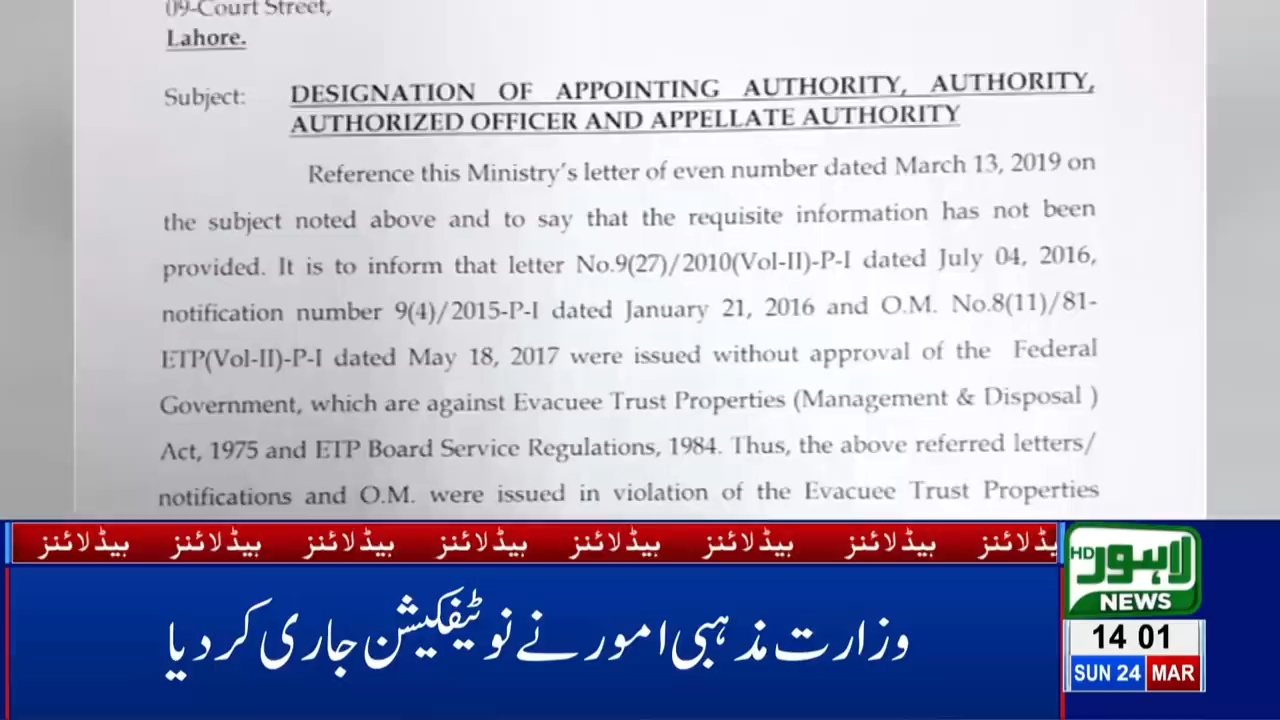 09-Court Street,
Lahore.
Subject: DESIGNATION OF APPOINTING AUTHORITY, AUTHORITY,
AUTHORIZED OFFICER AND APPELLATE AUTHORITY
Reference this Ministry's letter of even number dated March 13, 2019 on
the subject noted above and to say that the requisite information has not been
provided. It is to inform that letter No.9(27)/2010(Vol-II)-P-I dated July 04, 2016,
notification number 9(4)/2015-P-I dated January 21, 2016 and O.M. No.8(11)/81-
ETP(Vol-II)-P-I dated May 18, 2017 were issued without approval of the Federal
Government, which are against Evacuee Trust Properties (Management & Disposal )
Act, 1975 and ETP Board Service Regulations, 1984. Thus, the above referred letters/
notifications and O.M. were issued in violation of the Evacuee Trust Properties
ہیڈلائنز ہیڈلائنز ہیڈلائنز ہیڈلائنز ہیڈلائنز ہیڈلائنز ہیڈلائنز یڈلائنز
وزارت مذہبی امور نے نوٹیفکیشن جاری کر دیا
HD لاہور
NEWS
14 01
SUN 24 MAR